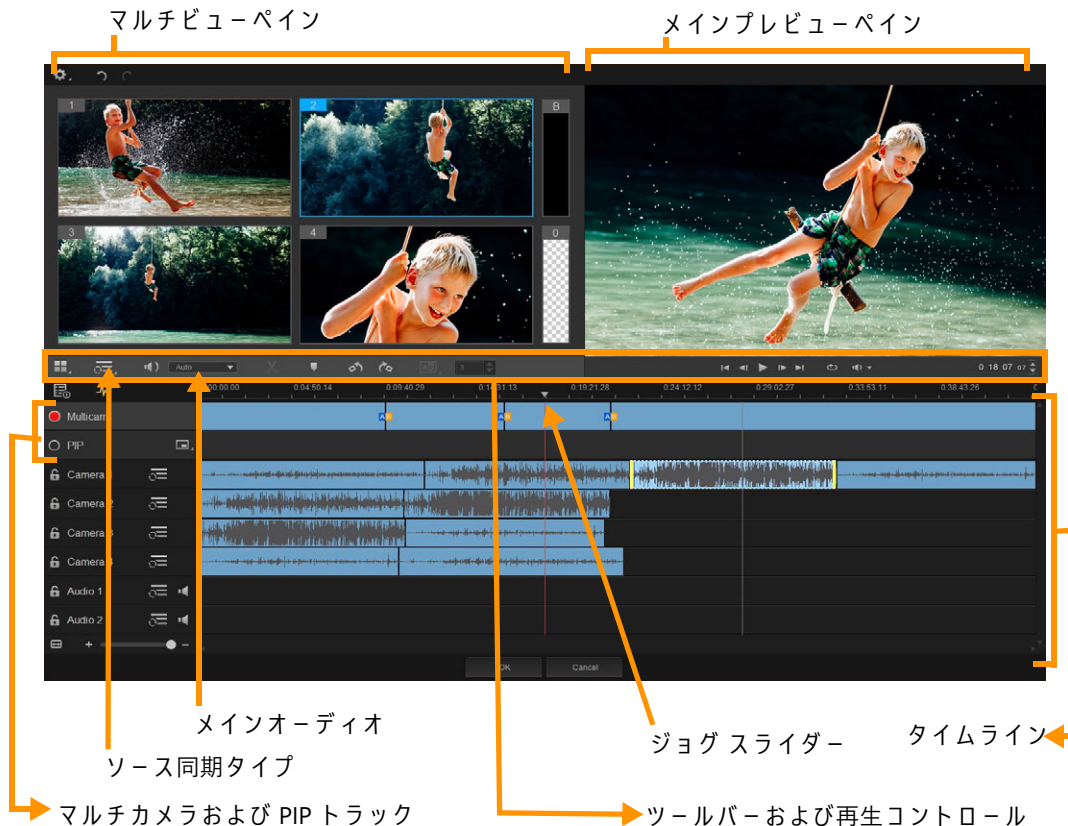 マルチビューペイン
メインプレビューペイン
1
2
B
3
4
0
Auto
3
0 18 07 07
00:00.00
0:04:50.14
0:09:40.29
0:14:31.13
0:19:21.28
0:24:12.12
0:29:02.27
0:33:53.11
0:38:43.26
Multicam
PIP
Camera 1
Camera 2
Camera 3
Camera 4
Audio 1
Audio 2
OK
Cancel
メインオーディオ
ジョグ スライダー
タイムライン
ソース同期タイプ
マルチカメラおよび PIP トラック
ツールバーおよび再生コントロール